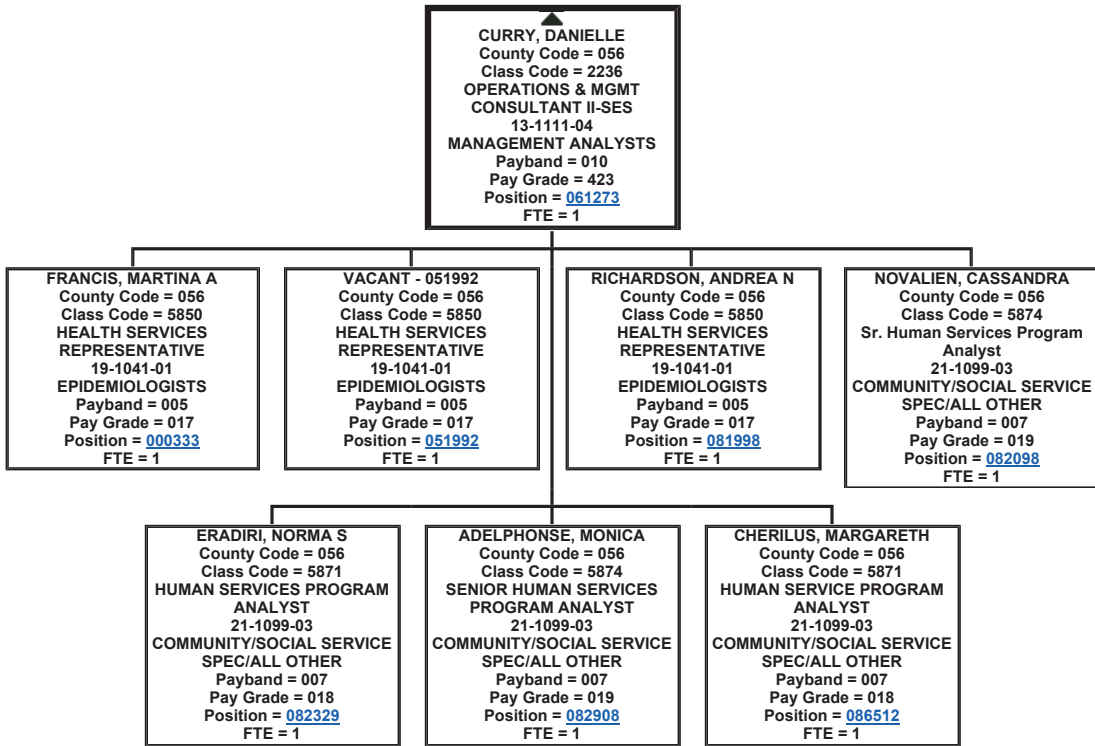 CURRY, DANIELLE
County Code = 056
Class Code = 2236
OPERATIONS & MGMT
CONSULTANT II-SES
13-1111-04
MANAGEMENT ANALYSTS
Payband = 010
Pay Grade = 423
Position = 061273
FTE = 1
FRANCIS, MARTINA A
County Code = 056
Class Code = 5850
HEALTH SERVICES
REPRESENTATIVE
19-1041-01
EPIDEMIOLOGISTS
Payband = 005
Pay Grade = 017
Position = 000333
FTE = 1
VACANT - 051992
County Code = 056
Class Code = 5850
HEALTH SERVICES
REPRESENTATIVE
19-1041-01
EPIDEMIOLOGISTS
Payband = 005
Pay Grade = 017
Position = 051992
FTE = 1
RICHARDSON, ANDREA N
County Code = 056
Class Code = 5850
HEALTH SERVICES
REPRESENTATIVE
19-1041-01
EPIDEMIOLOGISTS
Payband = 005
Pay Grade = 017
Position = 081998
FTE = 1
NOVALIEN, CASSANDRA
County Code = 056
Class Code = 5874
Sr. Human Services Program
Analyst
21-1099-03
COMMUNITY/SOCIAL SERVICE
SPEC/ALL OTHER
Payband = 007
Pay Grade = 019
Position = 082098
FTE = 1
ERADIRI, NORMA S
County Code = 056
Class Code = 5871
HUMAN SERVICES PROGRAM
ANALYST
21-1099-03
COMMUNITY/SOCIAL SERVICE
SPEC/ALL OTHER
Payband = 007
Pay Grade = 018
Position = 082329
FTE = 1
ADELPHONSE, MONICA
County Code = 056
Class Code = 5874
SENIOR HUMAN SERVICES
PROGRAM ANALYST
21-1099-03
COMMUNITY/SOCIAL SERVICE
SPEC/ALL OTHER
Payband = 007
Pay Grade = 019
Position = 082908
FTE = 1
CHERILUS, MARGARETH
County Code = 056
Class Code = 5871
HUMAN SERVICE PROGRAM
ANALYST
21-1099-03
COMMUNITY/SOCIAL SERVICE
SPEC/ALL OTHER
Payband = 007
Pay Grade = 018
Position = 086512
FTE = 1